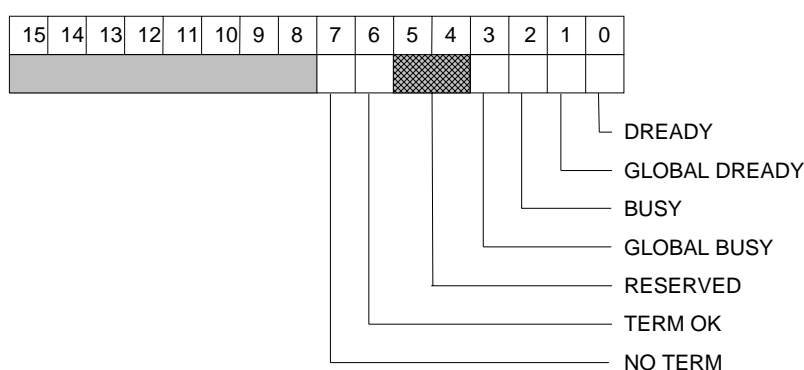 15 14 13 12 11 10 9 8 7 6 5 4 3 2 1 0
DREADY
GLOBAL DREADY
BUSY
GLOBAL BUSY
RESERVED
TERM OK
NO TERM